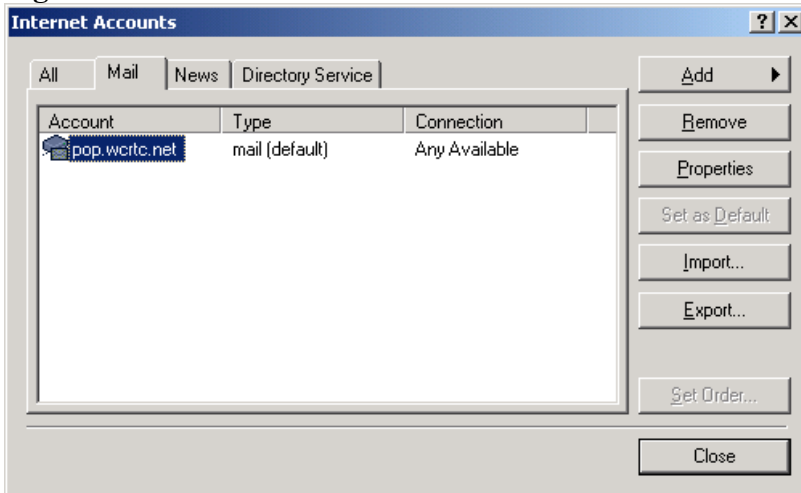 Internet Accounts
All Mail News Directory Service
Add
Account Type Connection
Remove
pop.wcrtc.net mail (default) Any Available
Properties
Set as Default
Import...
Export...
Set Order...
Close